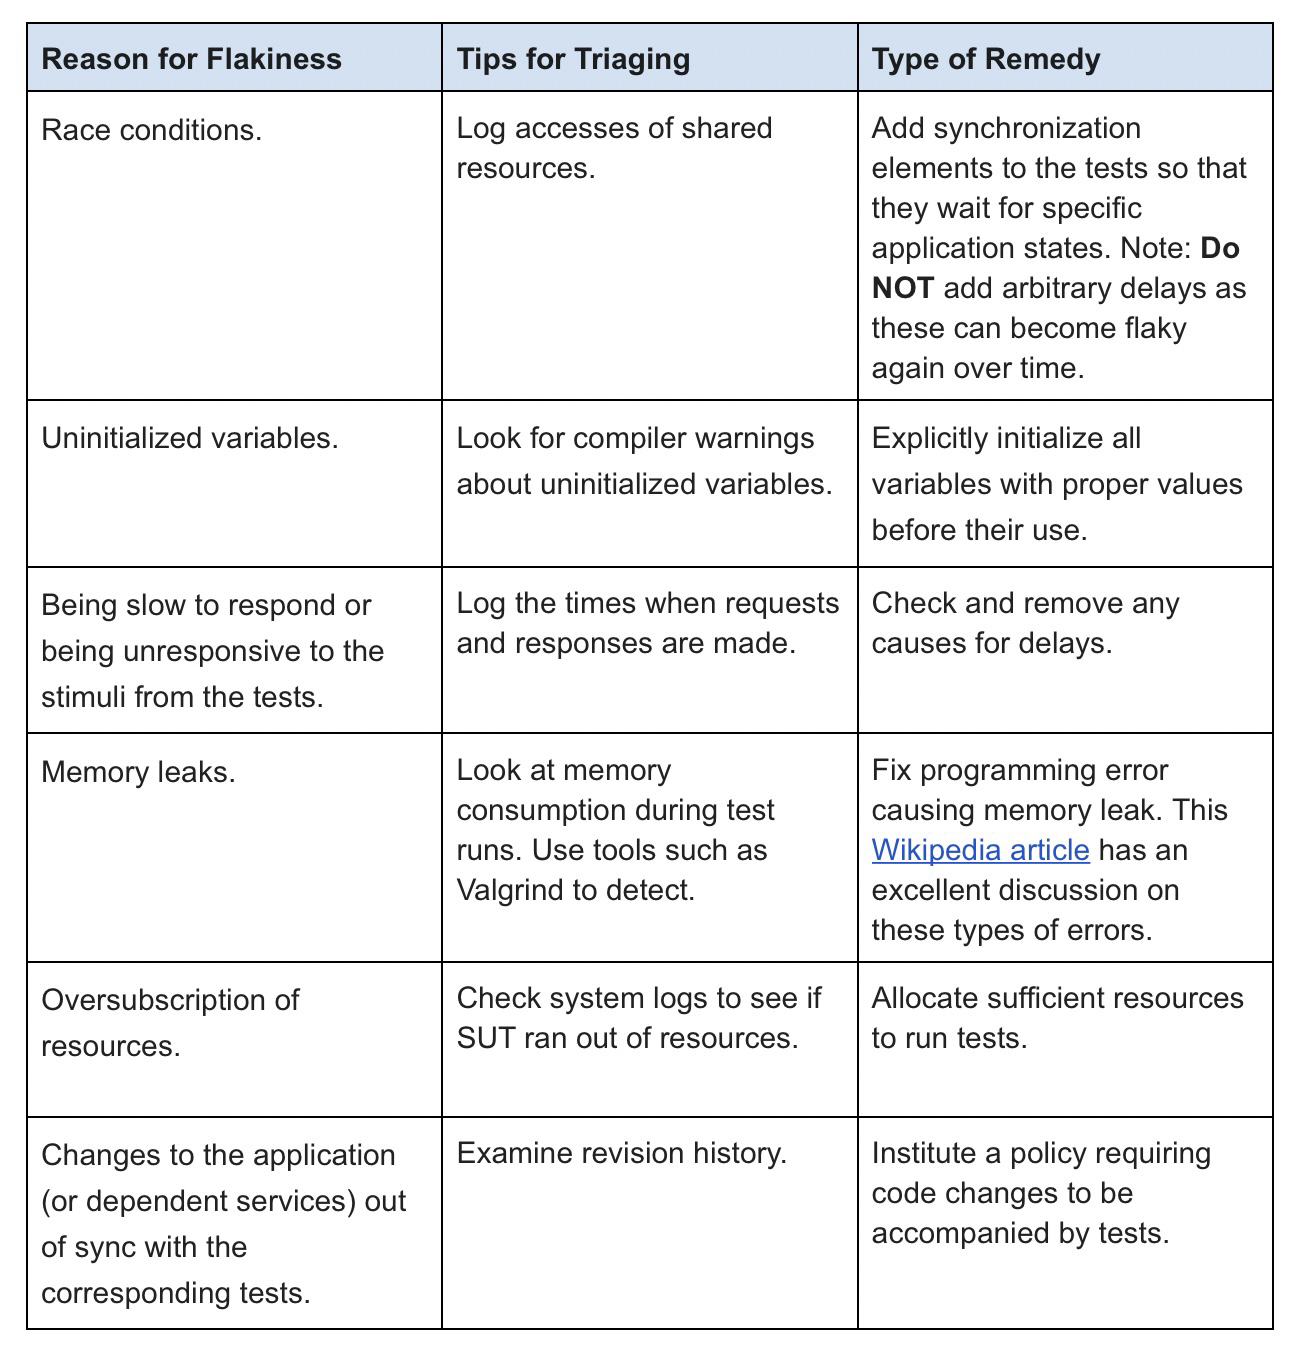 Reason for Flakiness
Tips for Triaging
Type of Remedy
Race conditions.
Log accesses of shared
resources.
Add synchronization
elements to the tests so that
they wait for specific
application states. Note: Do
NOT add arbitrary delays as
these can become flaky
again over time.
Uninitialized variables.
Look for compiler warnings
about uninitialized variables.
Explicitly initialize all
variables with proper values
before their use.
Being slow to respond or
being unresponsive to the
stimuli from the tests.
Log the times when requests
and responses are made.
Check and remove any
causes for delays.
Memory leaks.
Look at memory
consumption during test
runs. Use tools such as
Valgrind to detect.
Fix programming error
causing memory leak. This
Wikipedia article has an
excellent discussion on
these types of errors.
Oversubscription of
resources.
Check system logs to see if
SUT ran out of resources.
Allocate sufficient resources
to run tests.
Changes to the application
(or dependent services) out
of sync with the
corresponding tests.
Examine revision history.
Institute a policy requiring
code changes to be
accompanied by tests.